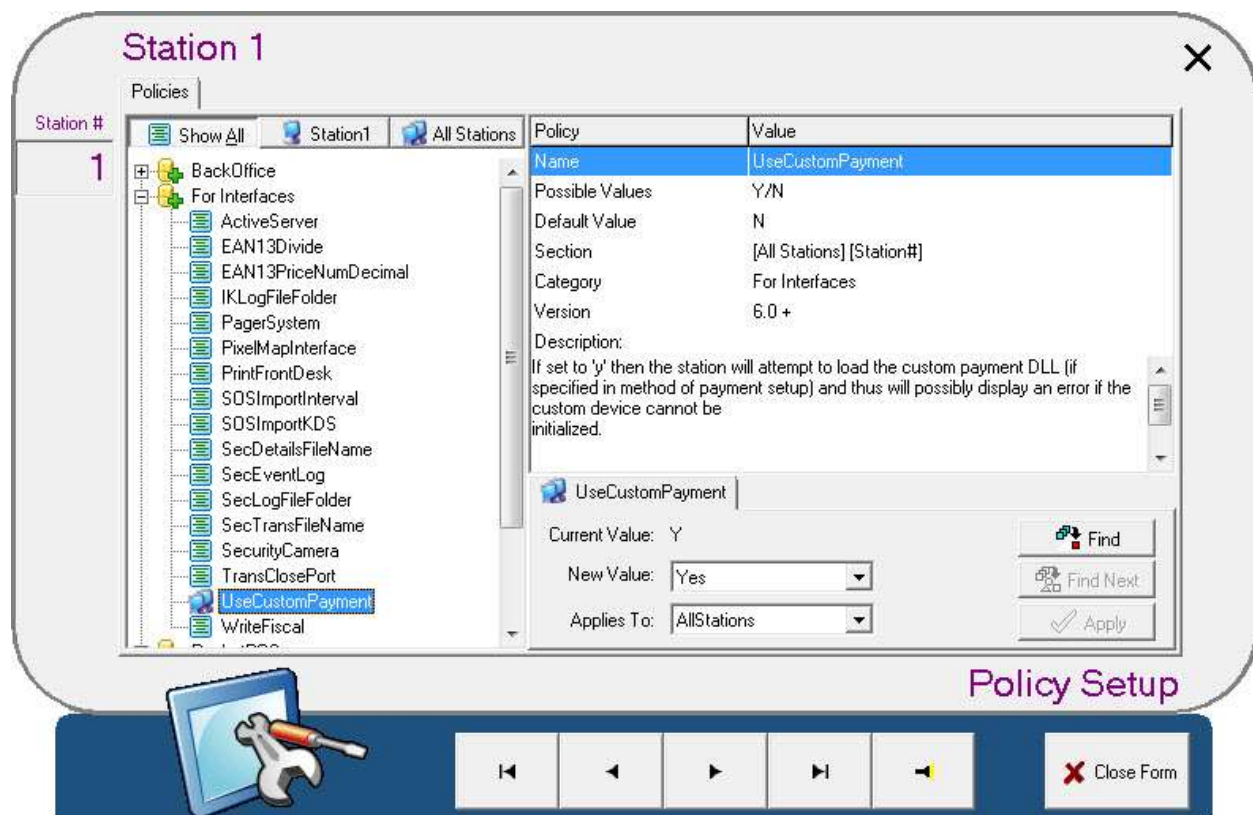 Station 1
Policies
Station #
1
Show All
Station1
All Stations
BackOffice
For Interfaces
ActiveServer
EAN13Divide
EAN13PriceNumDecimal
IKLogFileFolder
PagerSystem
PixelMapInterface
PrintFrontDesk
SOSImportInterval
SOSImportKDS
SecDetailsFileName
SecEventLog
SecLogFileFolder
SecTransFileName
SecurityCamera
TransClosePort
UseCustomPayment
WriteFiscal
Policy Value
Name UseCustomPayment
Possible Values Y/N
Default Value N
Section [All Stations] [Station#]
Category For Interfaces
Version 6.0 +
Description:
If set to 'y' then the station will attempt to load the custom payment DLL (if
specified in method of payment setup) and thus will possibly display an error if the
custom device cannot be
initialized.
UseCustomPayment
Current Value: Y
New Value: Yes
Applies To: AllStations
Find
Find Next
Apply
Policy Setup
Close Form